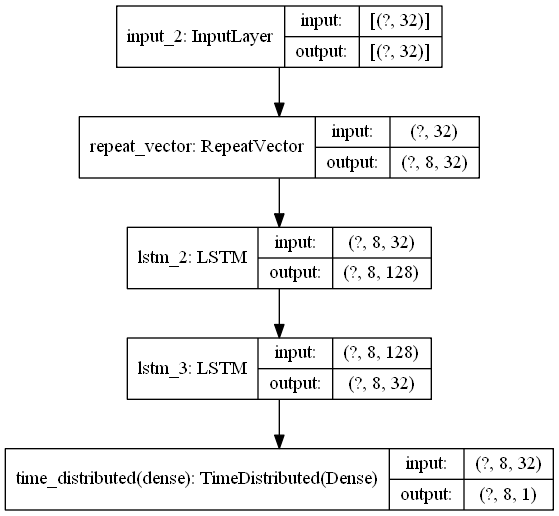 input_2: InputLayer
input: [(?, 32)]
output: [(?, 32)]
repeat_vector: RepeatVector
input: (?, 32)
output: (?, 8, 32)
lstm_2: LSTM
input: (?, 8, 32)
output: (?, 8, 128)
lstm_3: LSTM
input: (?, 8, 128)
output: (?, 8, 32)
time_distributed(dense): TimeDistributed(Dense)
input: (?, 8, 32)
output: (?, 8, 1)